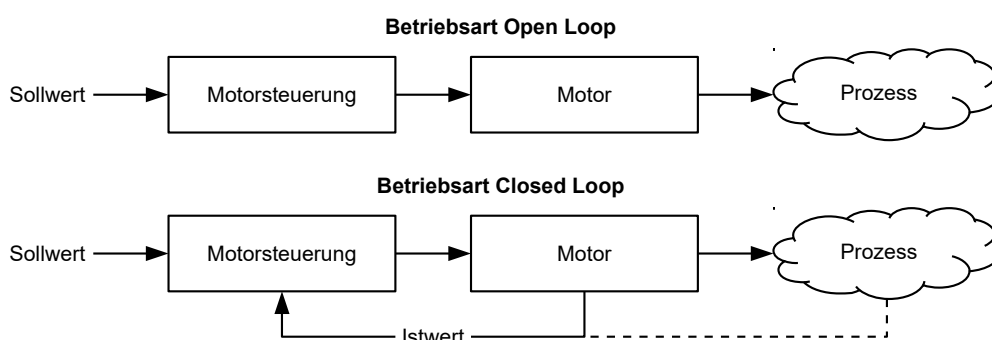 Betriebsart Open Loop
Sollwert
Motorsteuerung
Motor
Prozess
Betriebsart Closed Loop
Sollwert
Motorsteuerung
Motor
Prozess
Istwert